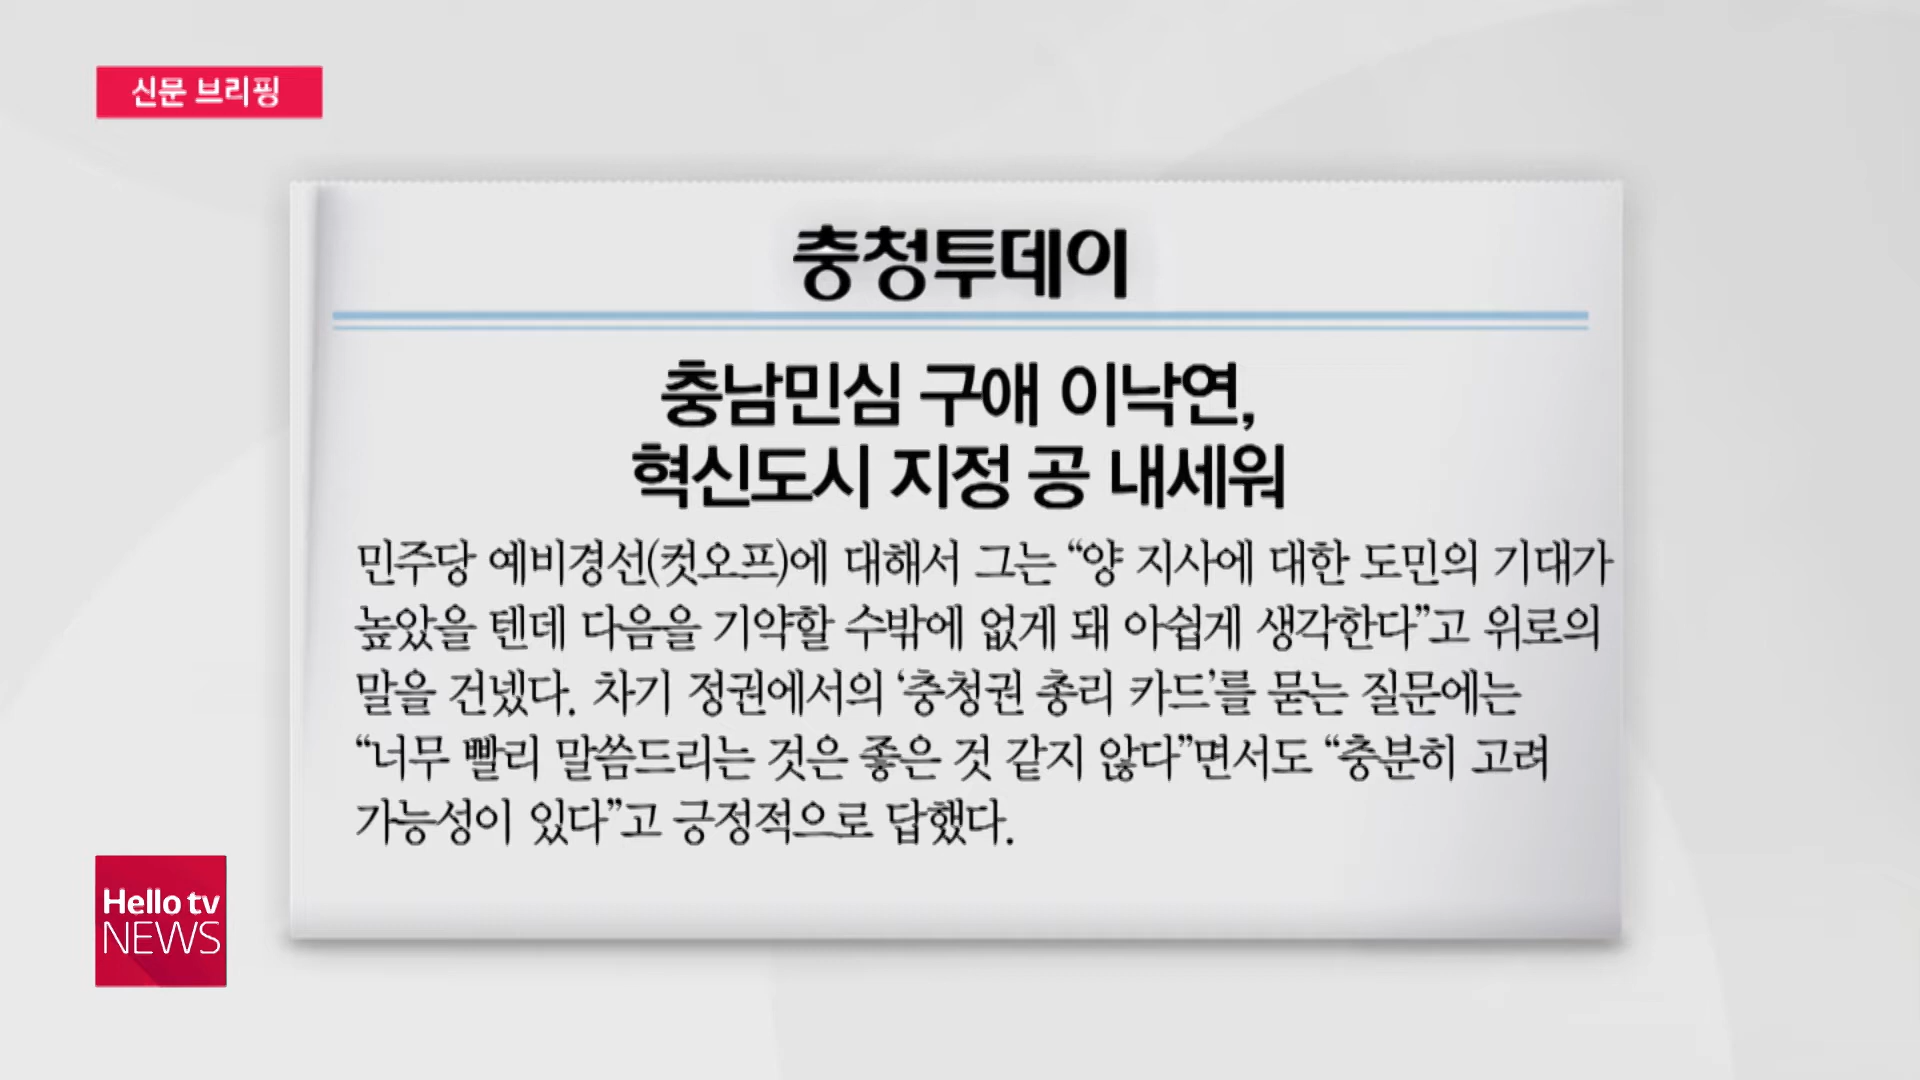 신문 브리핑
충청투데이
충남민심 구애 이낙연,
혁신도시 지정 공 내세워
민주당 예비경선(컷오프)에 대해서 그는 “양 지사에 대한 도민의 기대가
높았을 텐데 다음을 기약할 수밖에 없게 돼 아쉽게 생각한다”고 위로의
말을 건넸다. 차기 정권에서의 ‘충청권 총리 카드’를 묻는 질문에는
“너무 빨리 말씀드리는 것은 좋은 것 같지 않다”면서도 “충분히 고려
가능성이 있다”고 긍정적으로 답했다.
Hello tv
NEWS